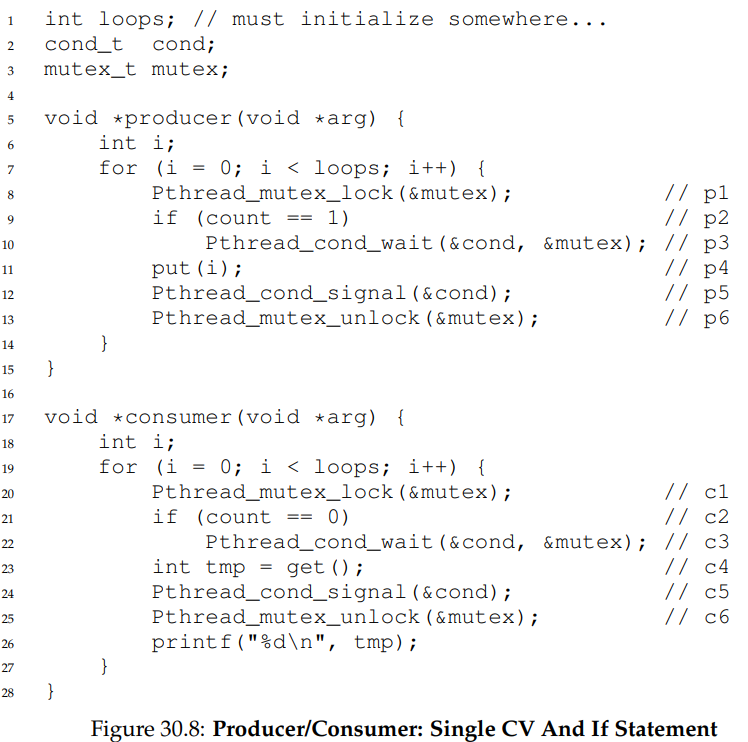 1 int loops; // must initialize somewhere...
2 cond_t  cond;
3 mutex_t mutex;
4
5 void *producer(void *arg) {
6     int i;
7     for (i = 0; i < loops; i++) {
8         Pthread_mutex_lock(&mutex);           // p1
9         if (count == 1)                       // p2
10             Pthread_cond_wait(&cond, &mutex); // p3
11         put(i);                               // p4
12         Pthread_cond_signal(&cond);           // p5
13         Pthread_mutex_unlock(&mutex);         // p6
14     }
15 }
16
17 void *consumer(void *arg) {
18     int i;
19     for (i = 0; i < loops; i++) {
20         Pthread_mutex_lock(&mutex);           // c1
21         if (count == 0)                       // c2
22             Pthread_cond_wait(&cond, &mutex); // c3
23         int tmp = get();                      // c4
24         Pthread_cond_signal(&cond);           // c5
25         Pthread_mutex_unlock(&mutex);         // c6
26         printf("%d\n", tmp);
27     }
28 }
Figure 30.8: Producer/Consumer: Single CV And If Statement